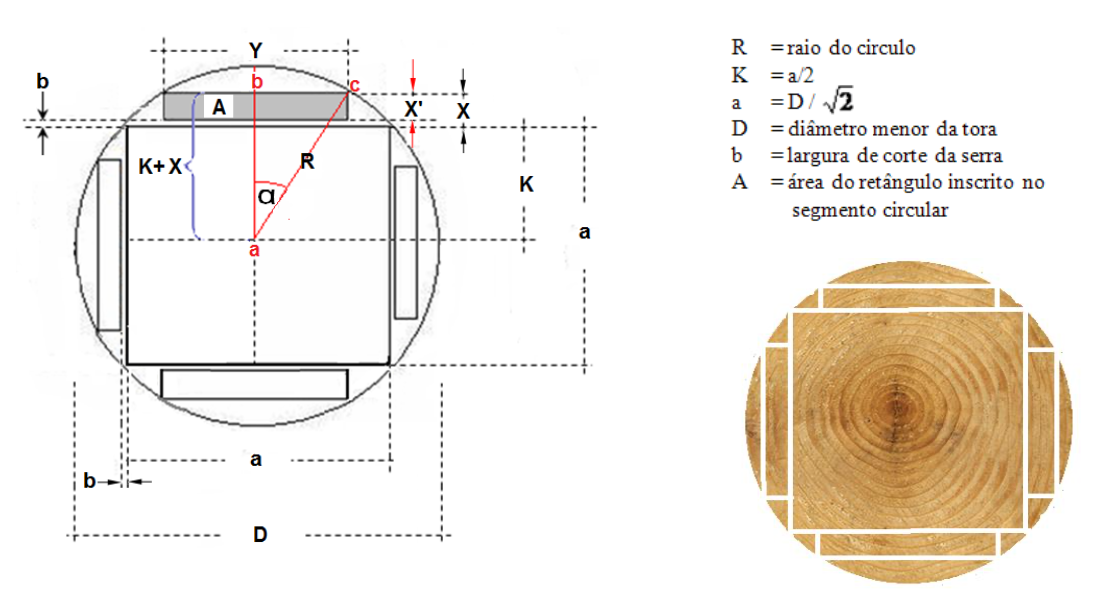 Y
b
b
c
A
X'
X
K+X
R
K
α
a
a
a
b
D
R =raio do circulo
K =a/2
a =D / √2
D =diâmetro menor da tora
b =largura de corte da serra
A =área do retângulo inscrito no
segmento circular